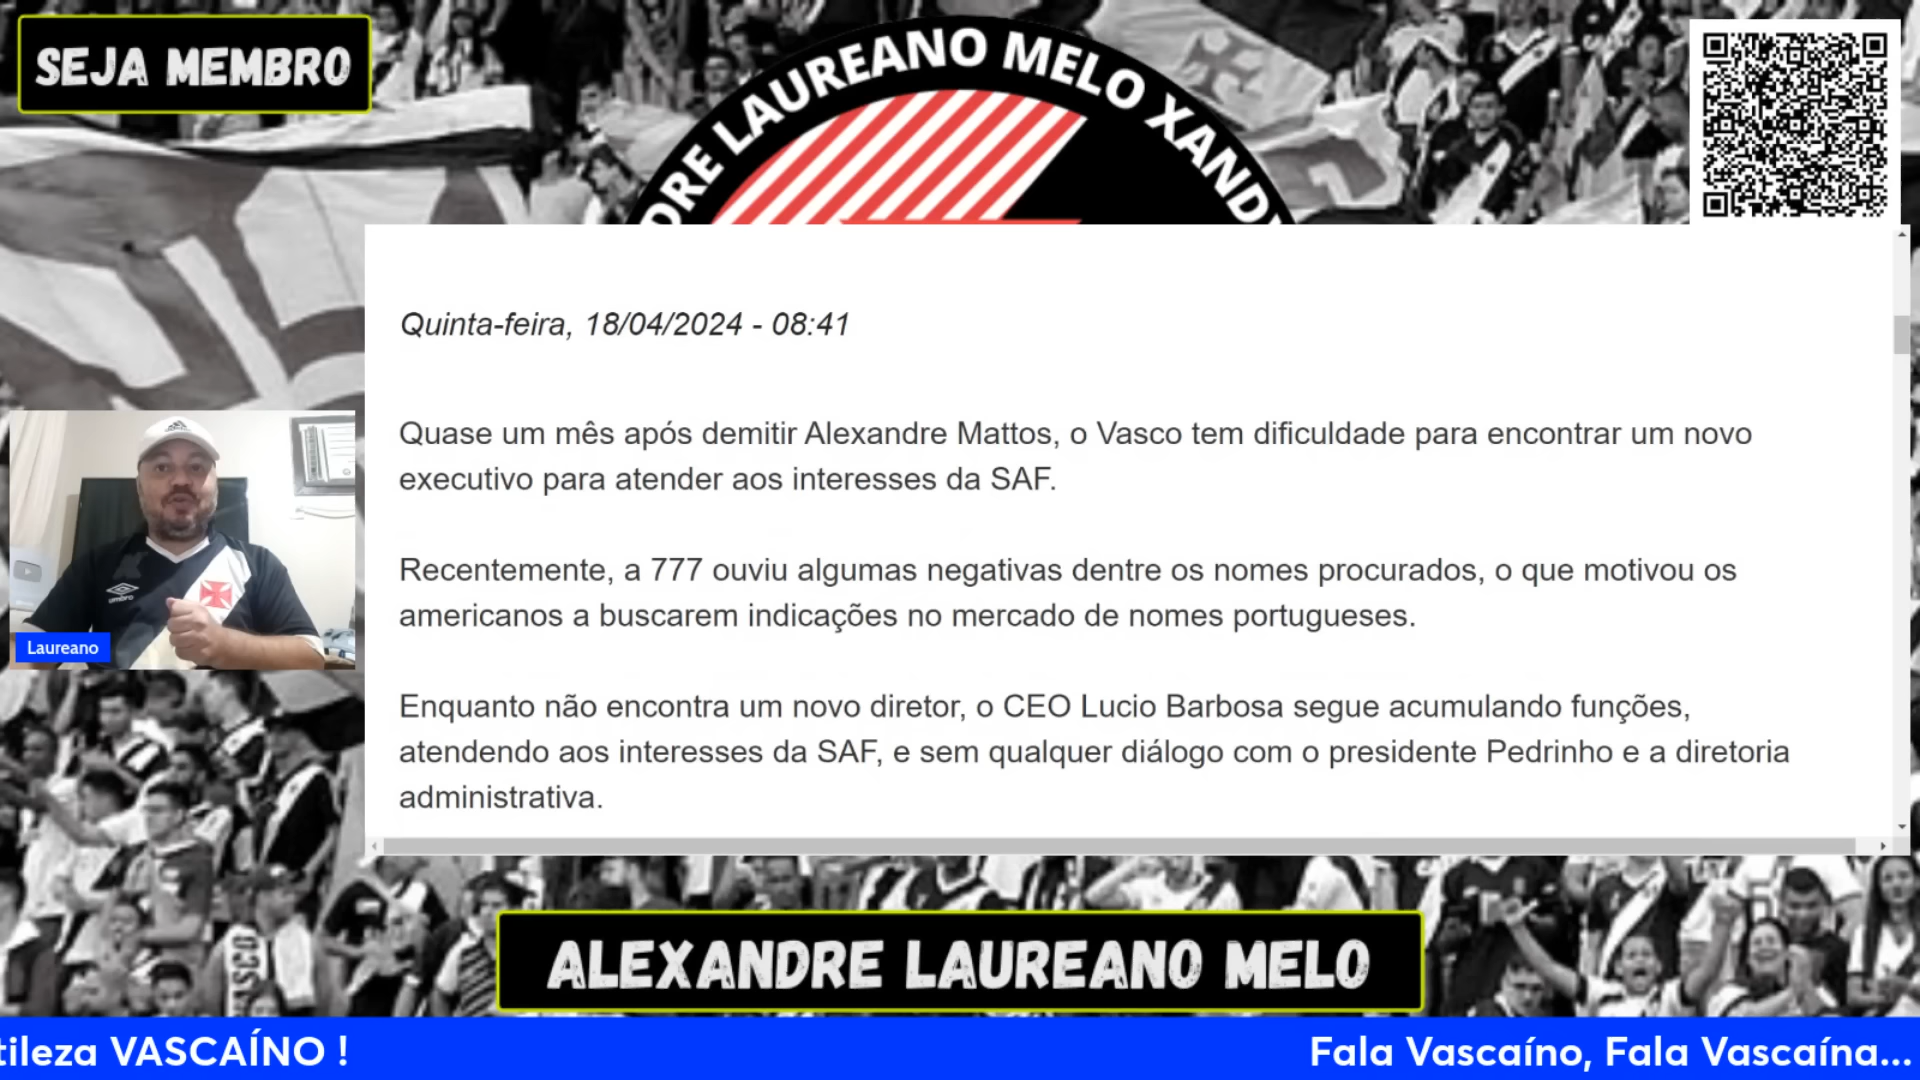 SEJA MEMBRO
DRE LAUREANO MELO XAND
Quinta-feira, 18/04/2024 - 08:41
Quase um mês após demitir Alexandre Mattos, o Vasco tem dificuldade para encontrar um novo
executivo para atender aos interesses da SAF.
Recentemente, a 777 ouviu algumas negativas dentre os nomes procurados, o que motivou os
americanos a buscarem indicações no mercado de nomes portugueses.
Enquanto não encontra um novo diretor, o CEO Lucio Barbosa segue acumulando funções,
atendendo aos interesses da SAF, e sem qualquer diálogo com o presidente Pedrinho e a diretoria
administrativa.
umbro
Laureano
VASCO
ALEXANDRE LAUREANO MELO
tileza VASCAÍNO !
Fala Vascaíno, Fala Vascaína...